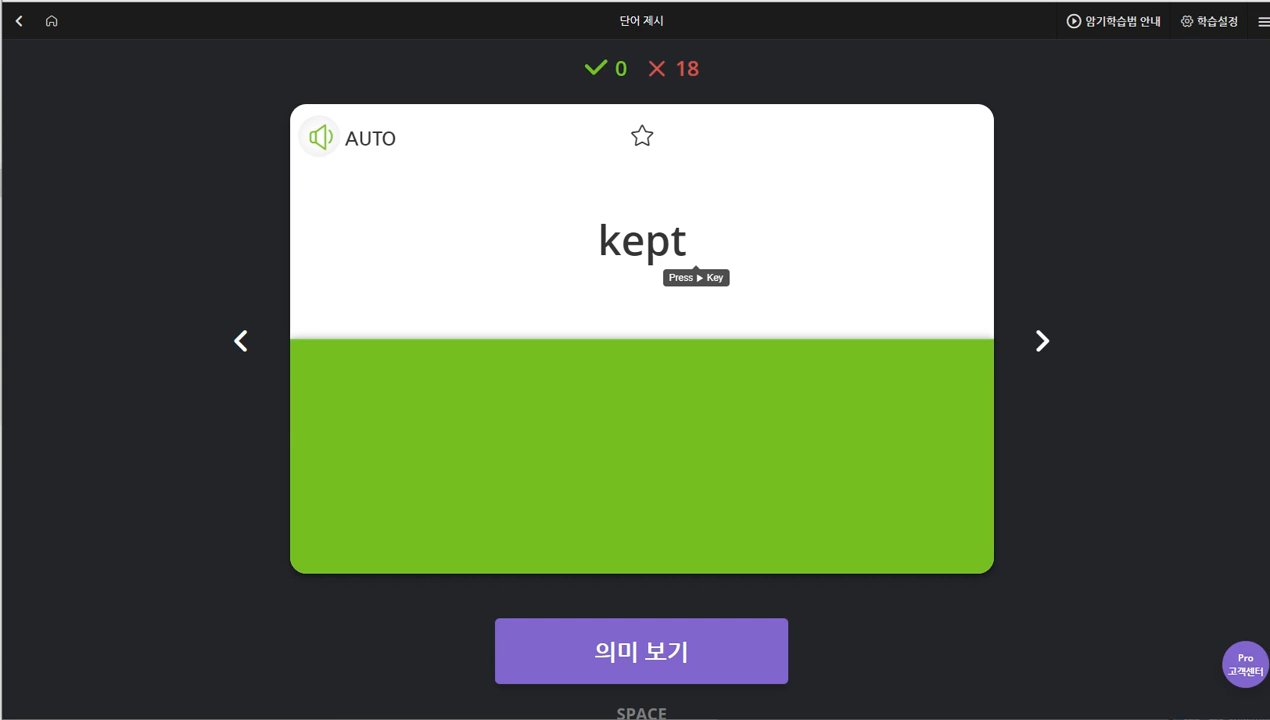 단어 제시
암기학습법 안내
학습설정
0
18
AUTO
kept
Press ▶ Key
의미 보기
SPACE
Pro
고객센터